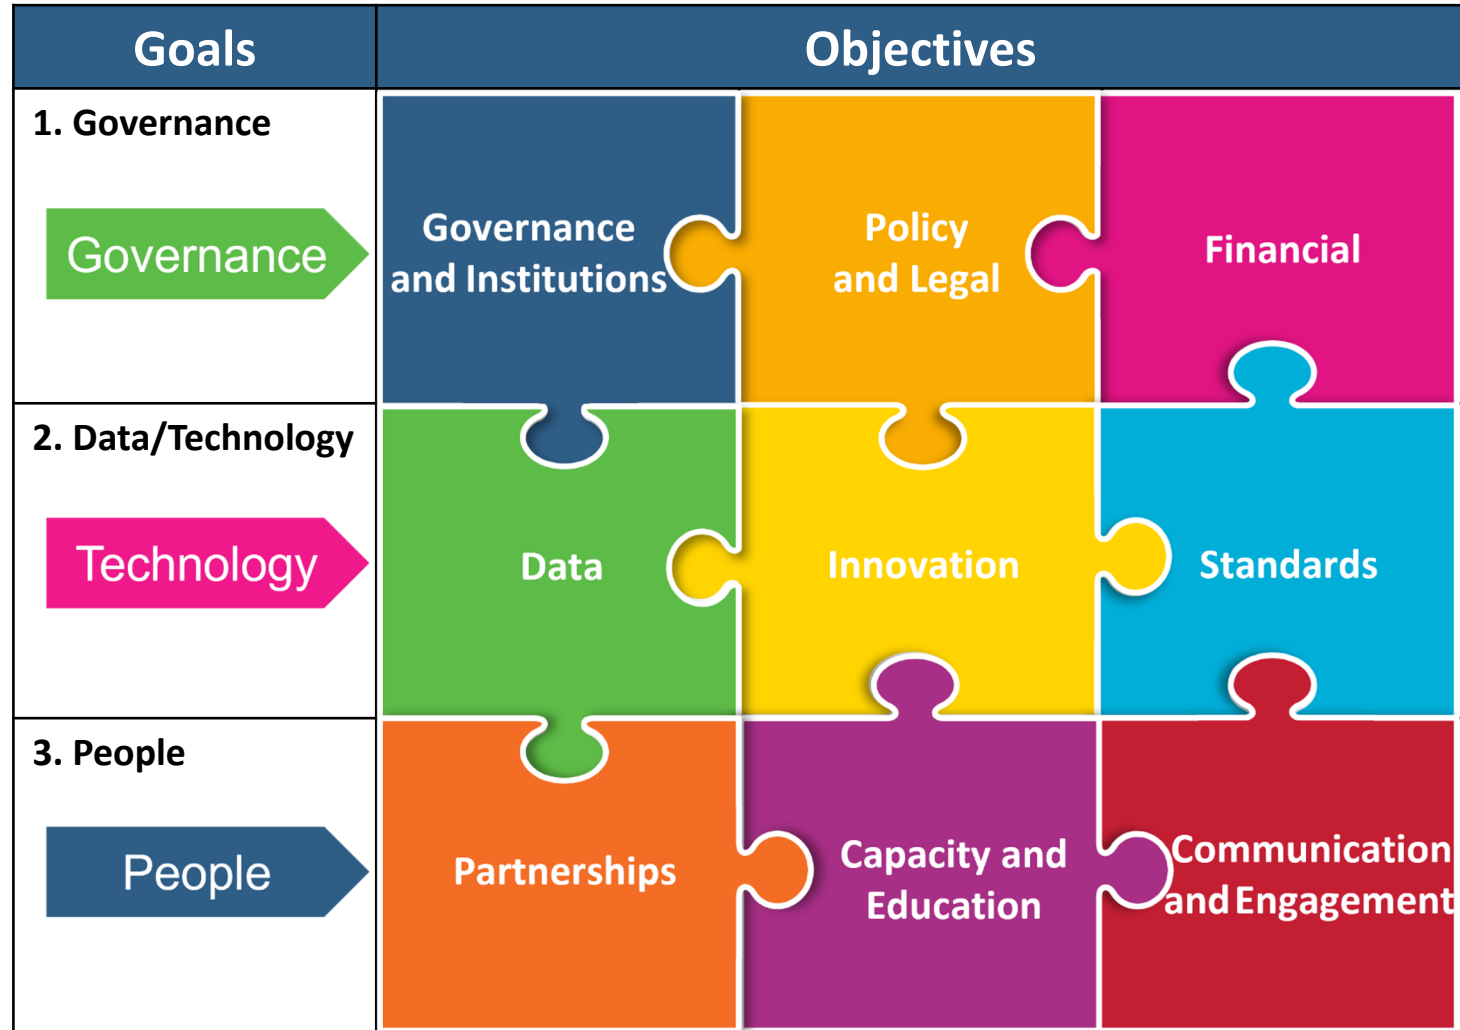 Goals
Objectives
1. Governance
Governance
Governance
and Institutions
Policy
and Legal
Financial
2. Data/Technology
Technology
Data
Innovation
Standards
3. People
People
Partnerships
Capacity and
Education
Communication
and Engagement